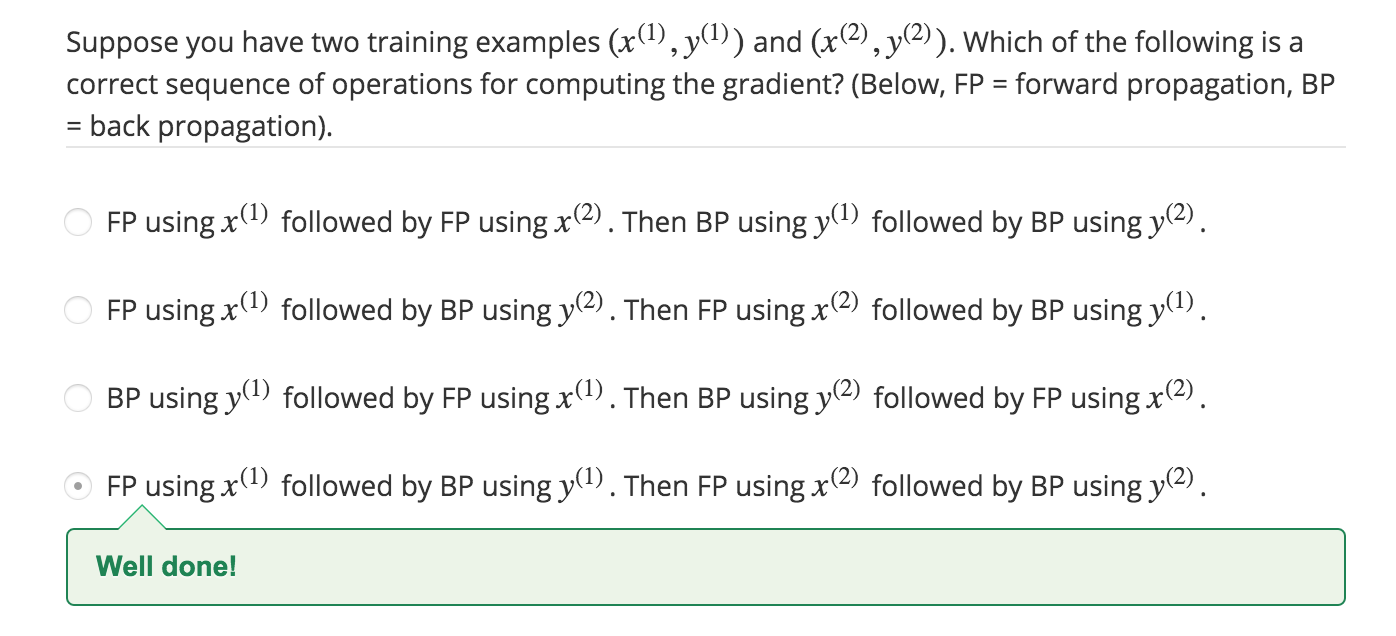 Suppose you have two training examples (x^(1), y^(1)) and (x^(2), y^(2)). Which of the following is a
correct sequence of operations for computing the gradient? (Below, FP = forward propagation, BP
= back propagation).
FP using x^(1) followed by FP using x^(2). Then BP using y^(1) followed by BP using y^(2).
FP using x^(1) followed by BP using y^(2). Then FP using x^(2) followed by BP using y^(1).
BP using y^(1) followed by FP using x^(1). Then BP using y^(2) followed by FP using x^(2).
FP using x^(1) followed by BP using y^(1). Then FP using x^(2) followed by BP using y^(2).
Well done!